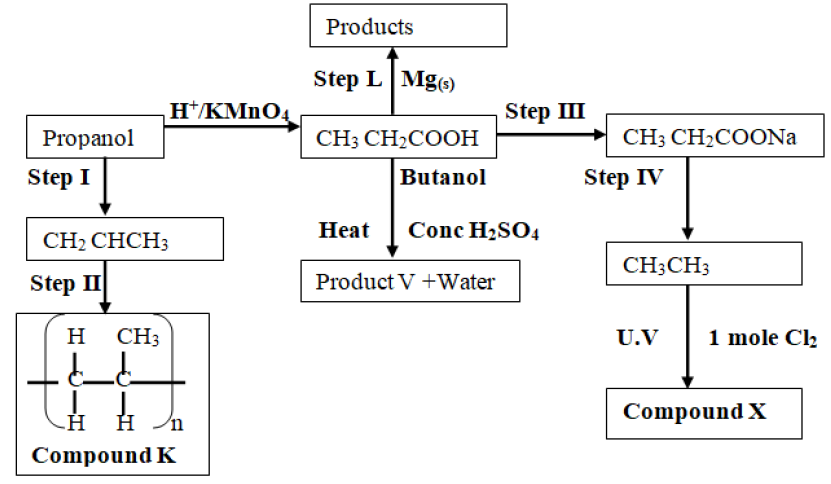 Products
Step L Mg(s)
H⁺/KMnO₄
Step III
Propanol
CH₃ CH₂COOH
CH₃ CH₂COONa
Step I
Butanol
Step IV
CH₂ CHCH₃
Heat Conc H₂SO₄
CH₃CH₃
Step II
Product V +Water
H CH₃
U.V 1 mole Cl₂
C C
H H n
Compound X
Compound K